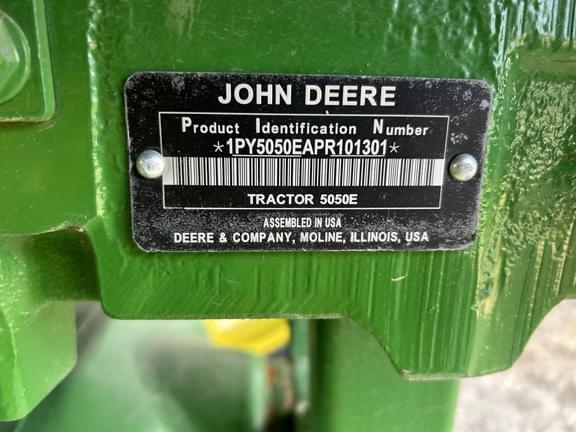 JOHN DEERE
Product Identification Number
*1PY5050EAPR101301*
TRACTOR 5050E
ASSEMBLED IN USA
DEERE & COMPANY, MOLINE, ILLINOIS, USA